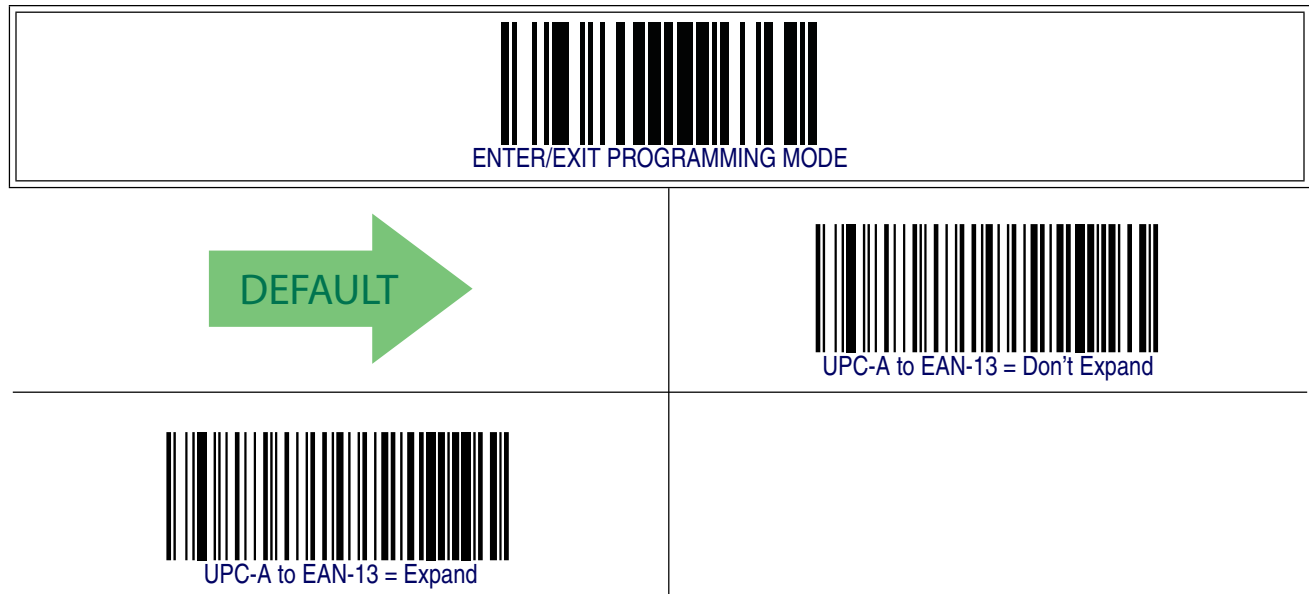 ENTER/EXIT PROGRAMMING MODE
DEFAULT
UPC-A to EAN-13 = Don't Expand
UPC-A to EAN-13 = Expand